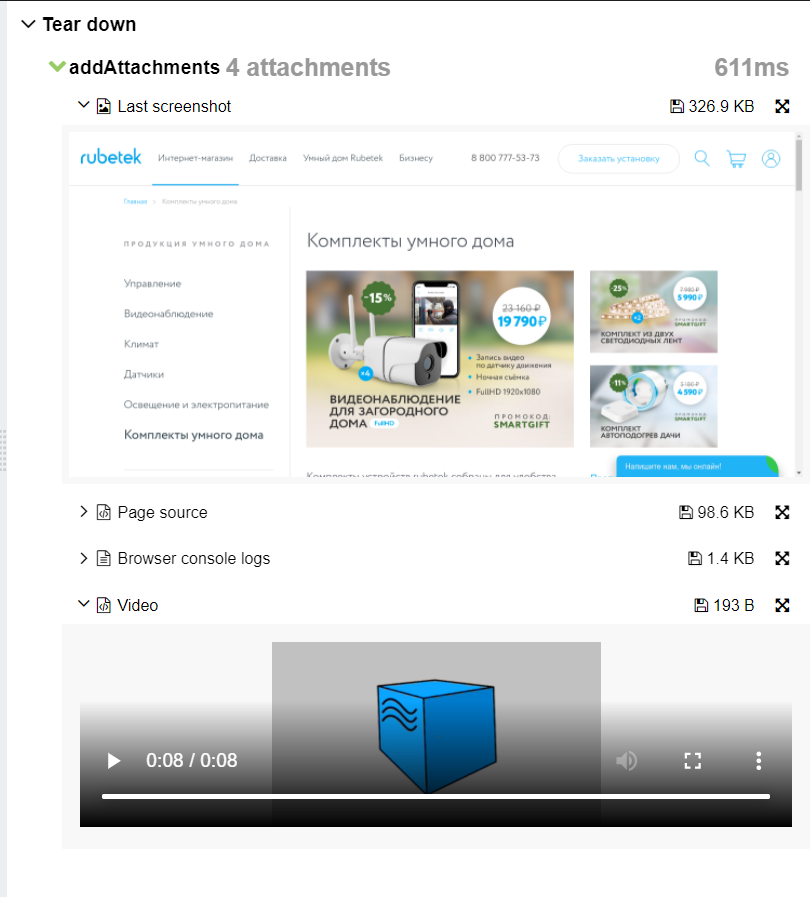 Tear down
addAttachments 4 attachments 611ms
Last screenshot 326.9 KB
rubetek Интернет-магазин Доставка Умный дом Rubetek Бизнесу 8 800 777-53-73 Заказать установку
Главная > Комплекты умного дома
ПРОДУКЦИЯ УМНОГО ДОМА
Управление
Видеонаблюдение
Климат
Датчики
Освещение и электропитание
Комплекты умного дома
Комплекты умного дома
-15%
23 160 ₽
19 790 ₽
×4
Запись видео
по датчику движения
Ночная съёмка
FullHD 1920x1080
ВИДЕОНАБЛЮДЕНИЕ
ДЛЯ ЗАГОРОДНОГО
ДОМА FullHD
ПРОМОКОД:
SMARTGIFT
-25%
7 980 ₽
5 990 ₽
×2
ПРОМОКОД
SMARTGIFT
КОМПЛЕКТ ИЗ ДВУХ
СВЕТОДИОДНЫХ ЛЕНТ
-11%
5 180 ₽
4 590 ₽
ПРОМОКОД
SMARTGIFT
КОМПЛЕКТ
АВТОПОДОГРЕВ ДАЧИ
Комплекты устройств rubetek собраны для удобства
Напишите нам, мы онлайн!
Page source 98.6 KB
Browser console logs 1.4 KB
Video 193 B
0:08 / 0:08